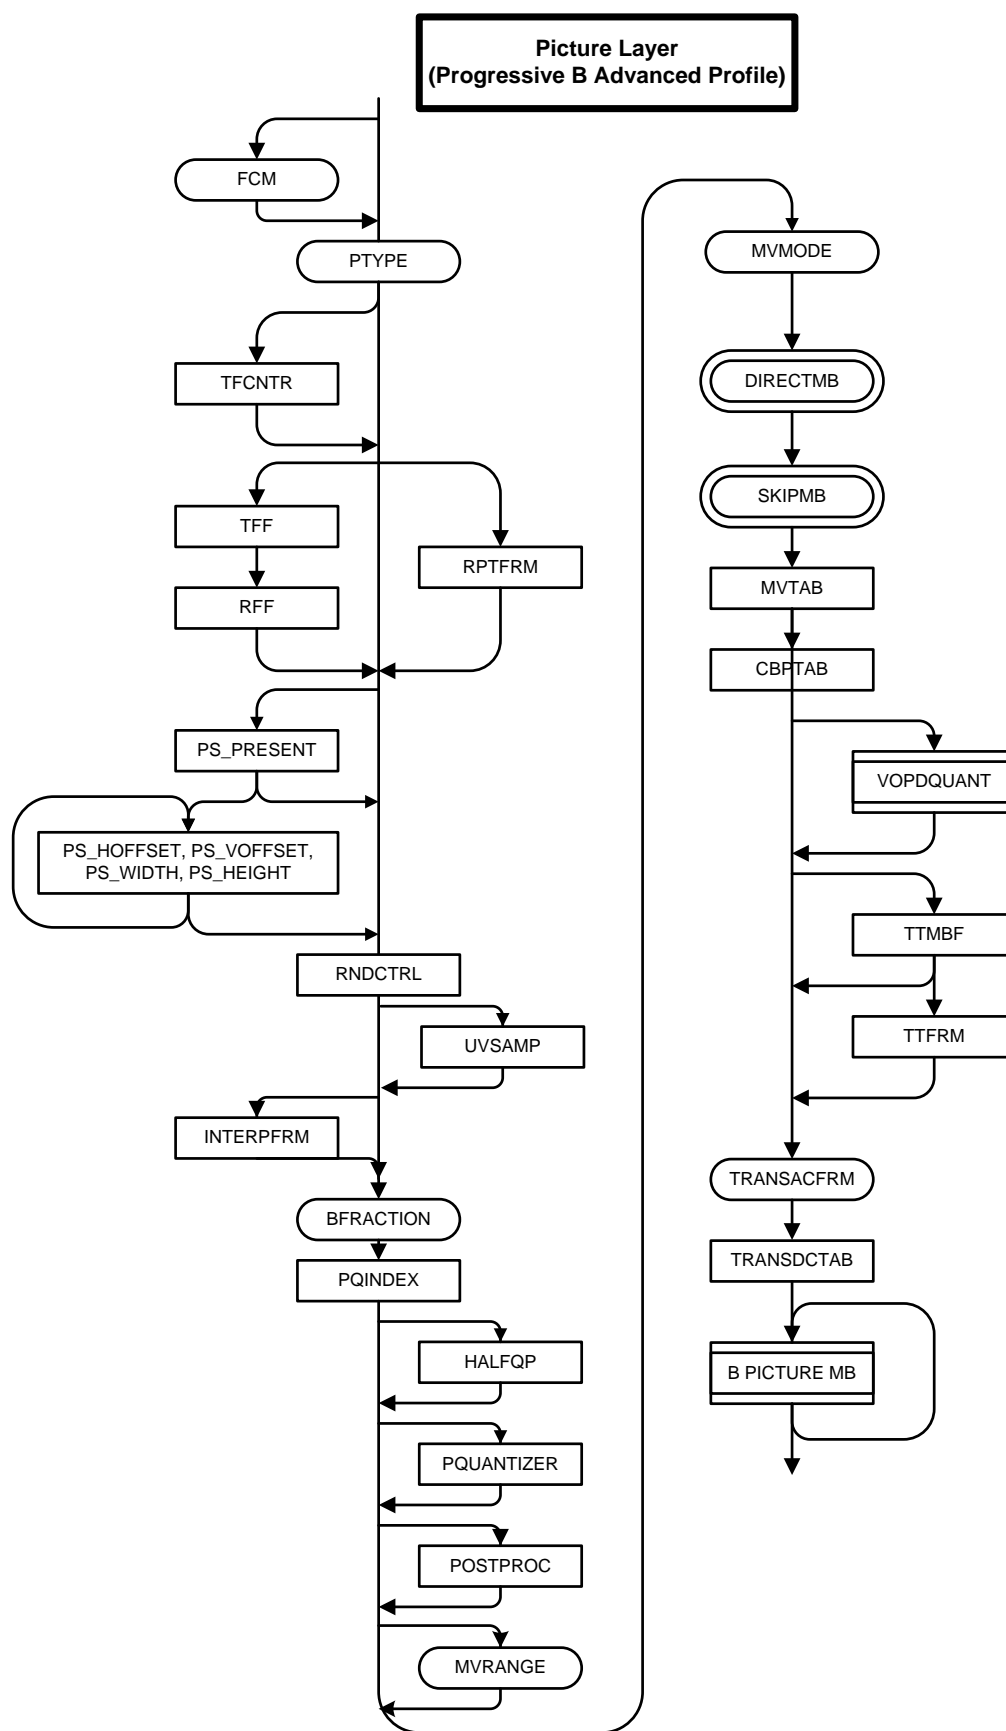 Picture Layer
(Progressive B Advanced Profile)
FCM
PTYPE
TFCNTR
TFF
RPTFRM
RFF
PS_PRESENT
PS_HOFFSET, PS_VOFFSET,
PS_WIDTH, PS_HEIGHT
RNDCTRL
UVSAMP
INTERPFRM
BFRACTION
PQINDEX
HALFQP
PQUANTIZER
POSTPROC
MVRANGE
MVMODE
DIRECTMB
SKIPMB
MVTAB
CBPTAB
VOPDQUANT
TTMBF
TTFRM
TRANSACFRM
TRANSDCTAB
B PICTURE MB